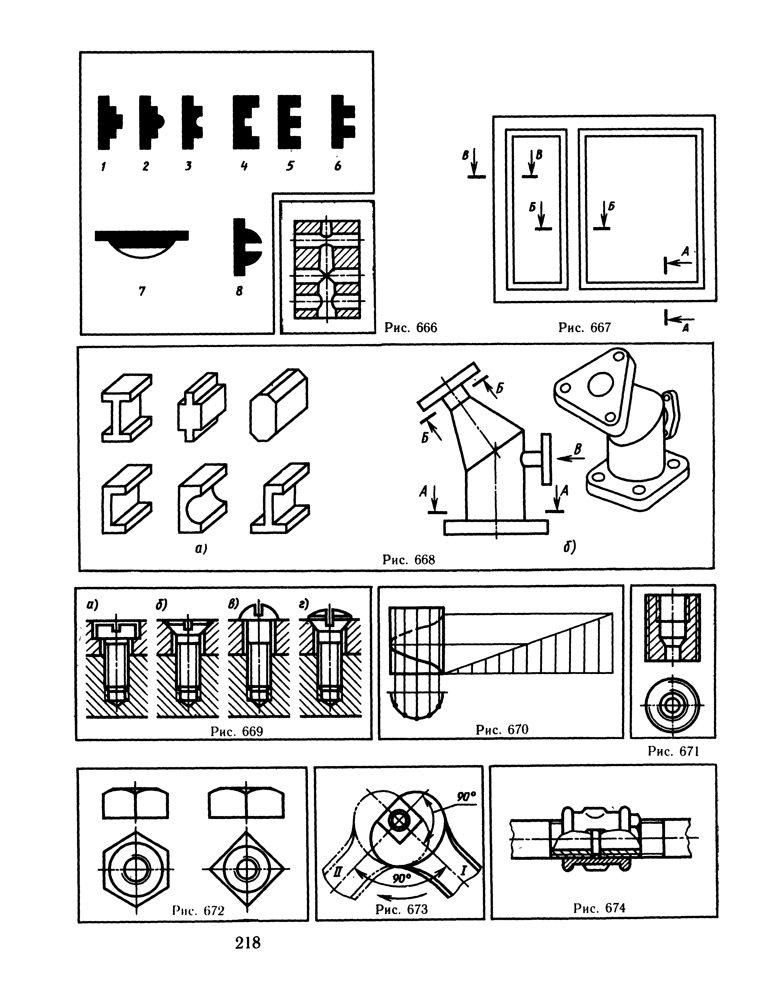 1 2 3 4 5 6
7 8
Рис. 666
В В
Б Б
А
А
Рис. 667
Б
Б
В
А А
а) б)
Рис. 668
а) б) в) г)
Рис. 669
Рис. 670
Рис. 671
Рис. 672
90°
II I
90°
Рис. 673
Рис. 674
218